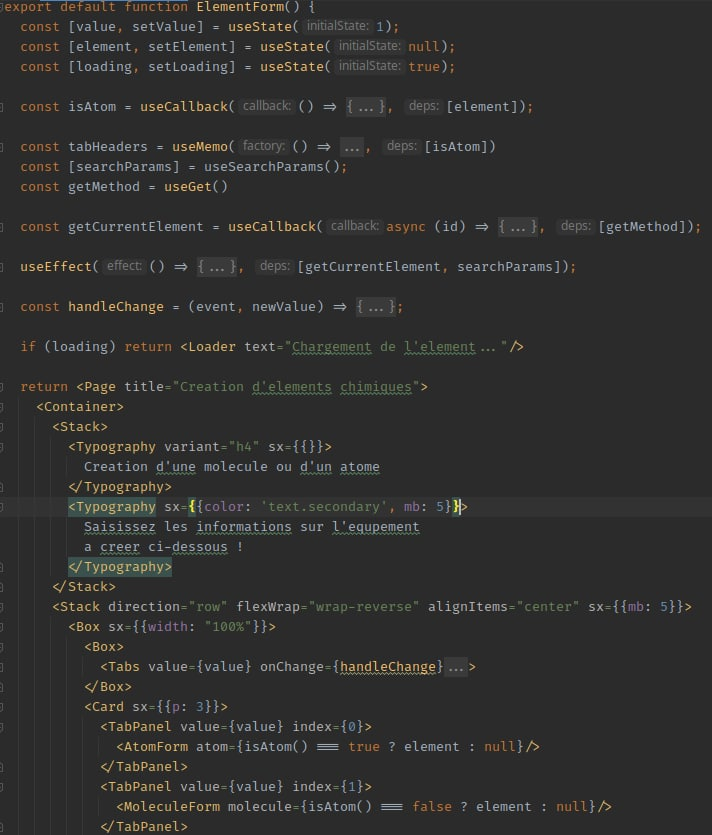 export default function ElementForm() {
const [value, setValue] = useState( initialState: 1);
const [element, setElement] = useState( initialState: null);
const [loading, setLoading] = useState( initialState: true);
const isAtom = useCallback( callback: () => {...}, deps: [element]);
const tabHeaders = useMemo( factory: () => ..., deps: [isAtom])
const [searchParams] = useSearchParams();
const getMethod = useGet()
const getCurrentElement = useCallback( callback: async (id) => {...}, deps: [getMethod]);
useEffect( effect: () => {...}, deps: [getCurrentElement, searchParams]);
const handleChange = (event, newValue) => {...};
if (loading) return <Loader text="Chargement de l'element..."/>
return <Page title="Creation d'elements chimiques">
<Container>
<Stack>
<Typography variant="h4" sx={{}}>
Creation d'une molecule ou d'un atome
</Typography>
<Typography sx={{color: 'text.secondary', mb: 5}}>
Saisissez les informations sur l'equpement
a creer ci-dessous !
</Typography>
</Stack>
<Stack direction="row" flexWrap="wrap-reverse" alignItems="center" sx={{mb: 5}}>
<Box sx={{width: "100%"}}>
<Box>
<Tabs value={value} onChange={handleChange}...>
</Box>
<Card sx={{p: 3}}>
<TabPanel value={value} index={0}>
<AtomForm atom={isAtom() === true ? element : null}/>
</TabPanel>
<TabPanel value={value} index={1}>
<MoleculeForm molecule={isAtom() === false ? element : null}/>
</TabPanel>